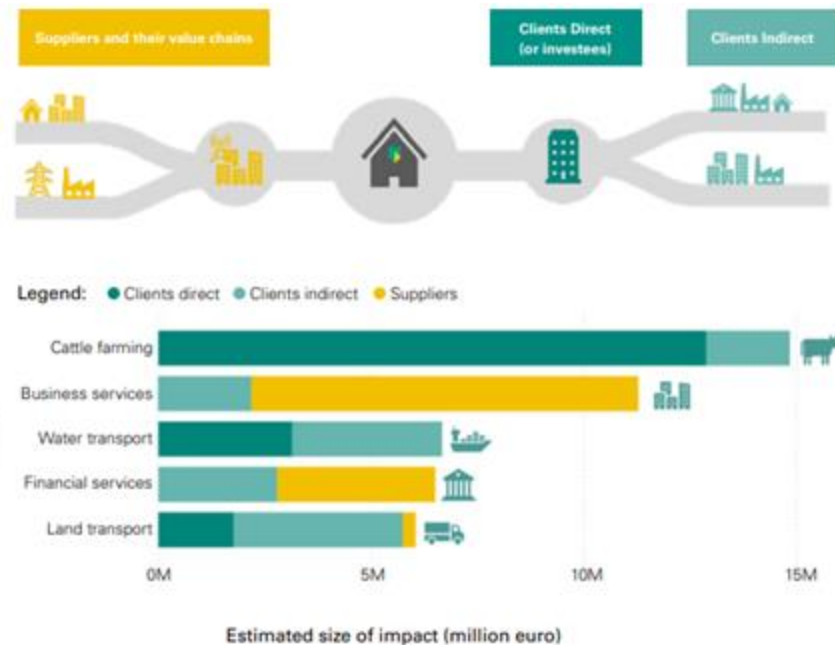 Suppliers and their value chains
Clients Direct
(or investees)
Clients Indirect
Legend: Clients direct Clients indirect Suppliers
Cattle farming
Business services
Water transport
Financial services
Land transport
0M 5M 10M 15M
Estimated size of impact (million euro)